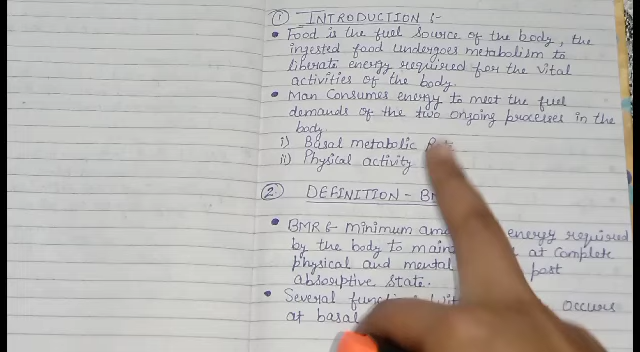 ① INTRODUCTION :-
• Food is the fuel source of the body, the
ingested food undergoes metabolism to
liberate energy required for the vital
activities of the body.
• Man consumes energy to meet the fuel
demands of the two ongoing processes in the
body.
i) Basal metabolic
ii) Physical activity
② DEFINITION -
• BMR :- minimum energy required
by the body to at complete
physical and mental post
absorptive state.
• Several occurs
at basal